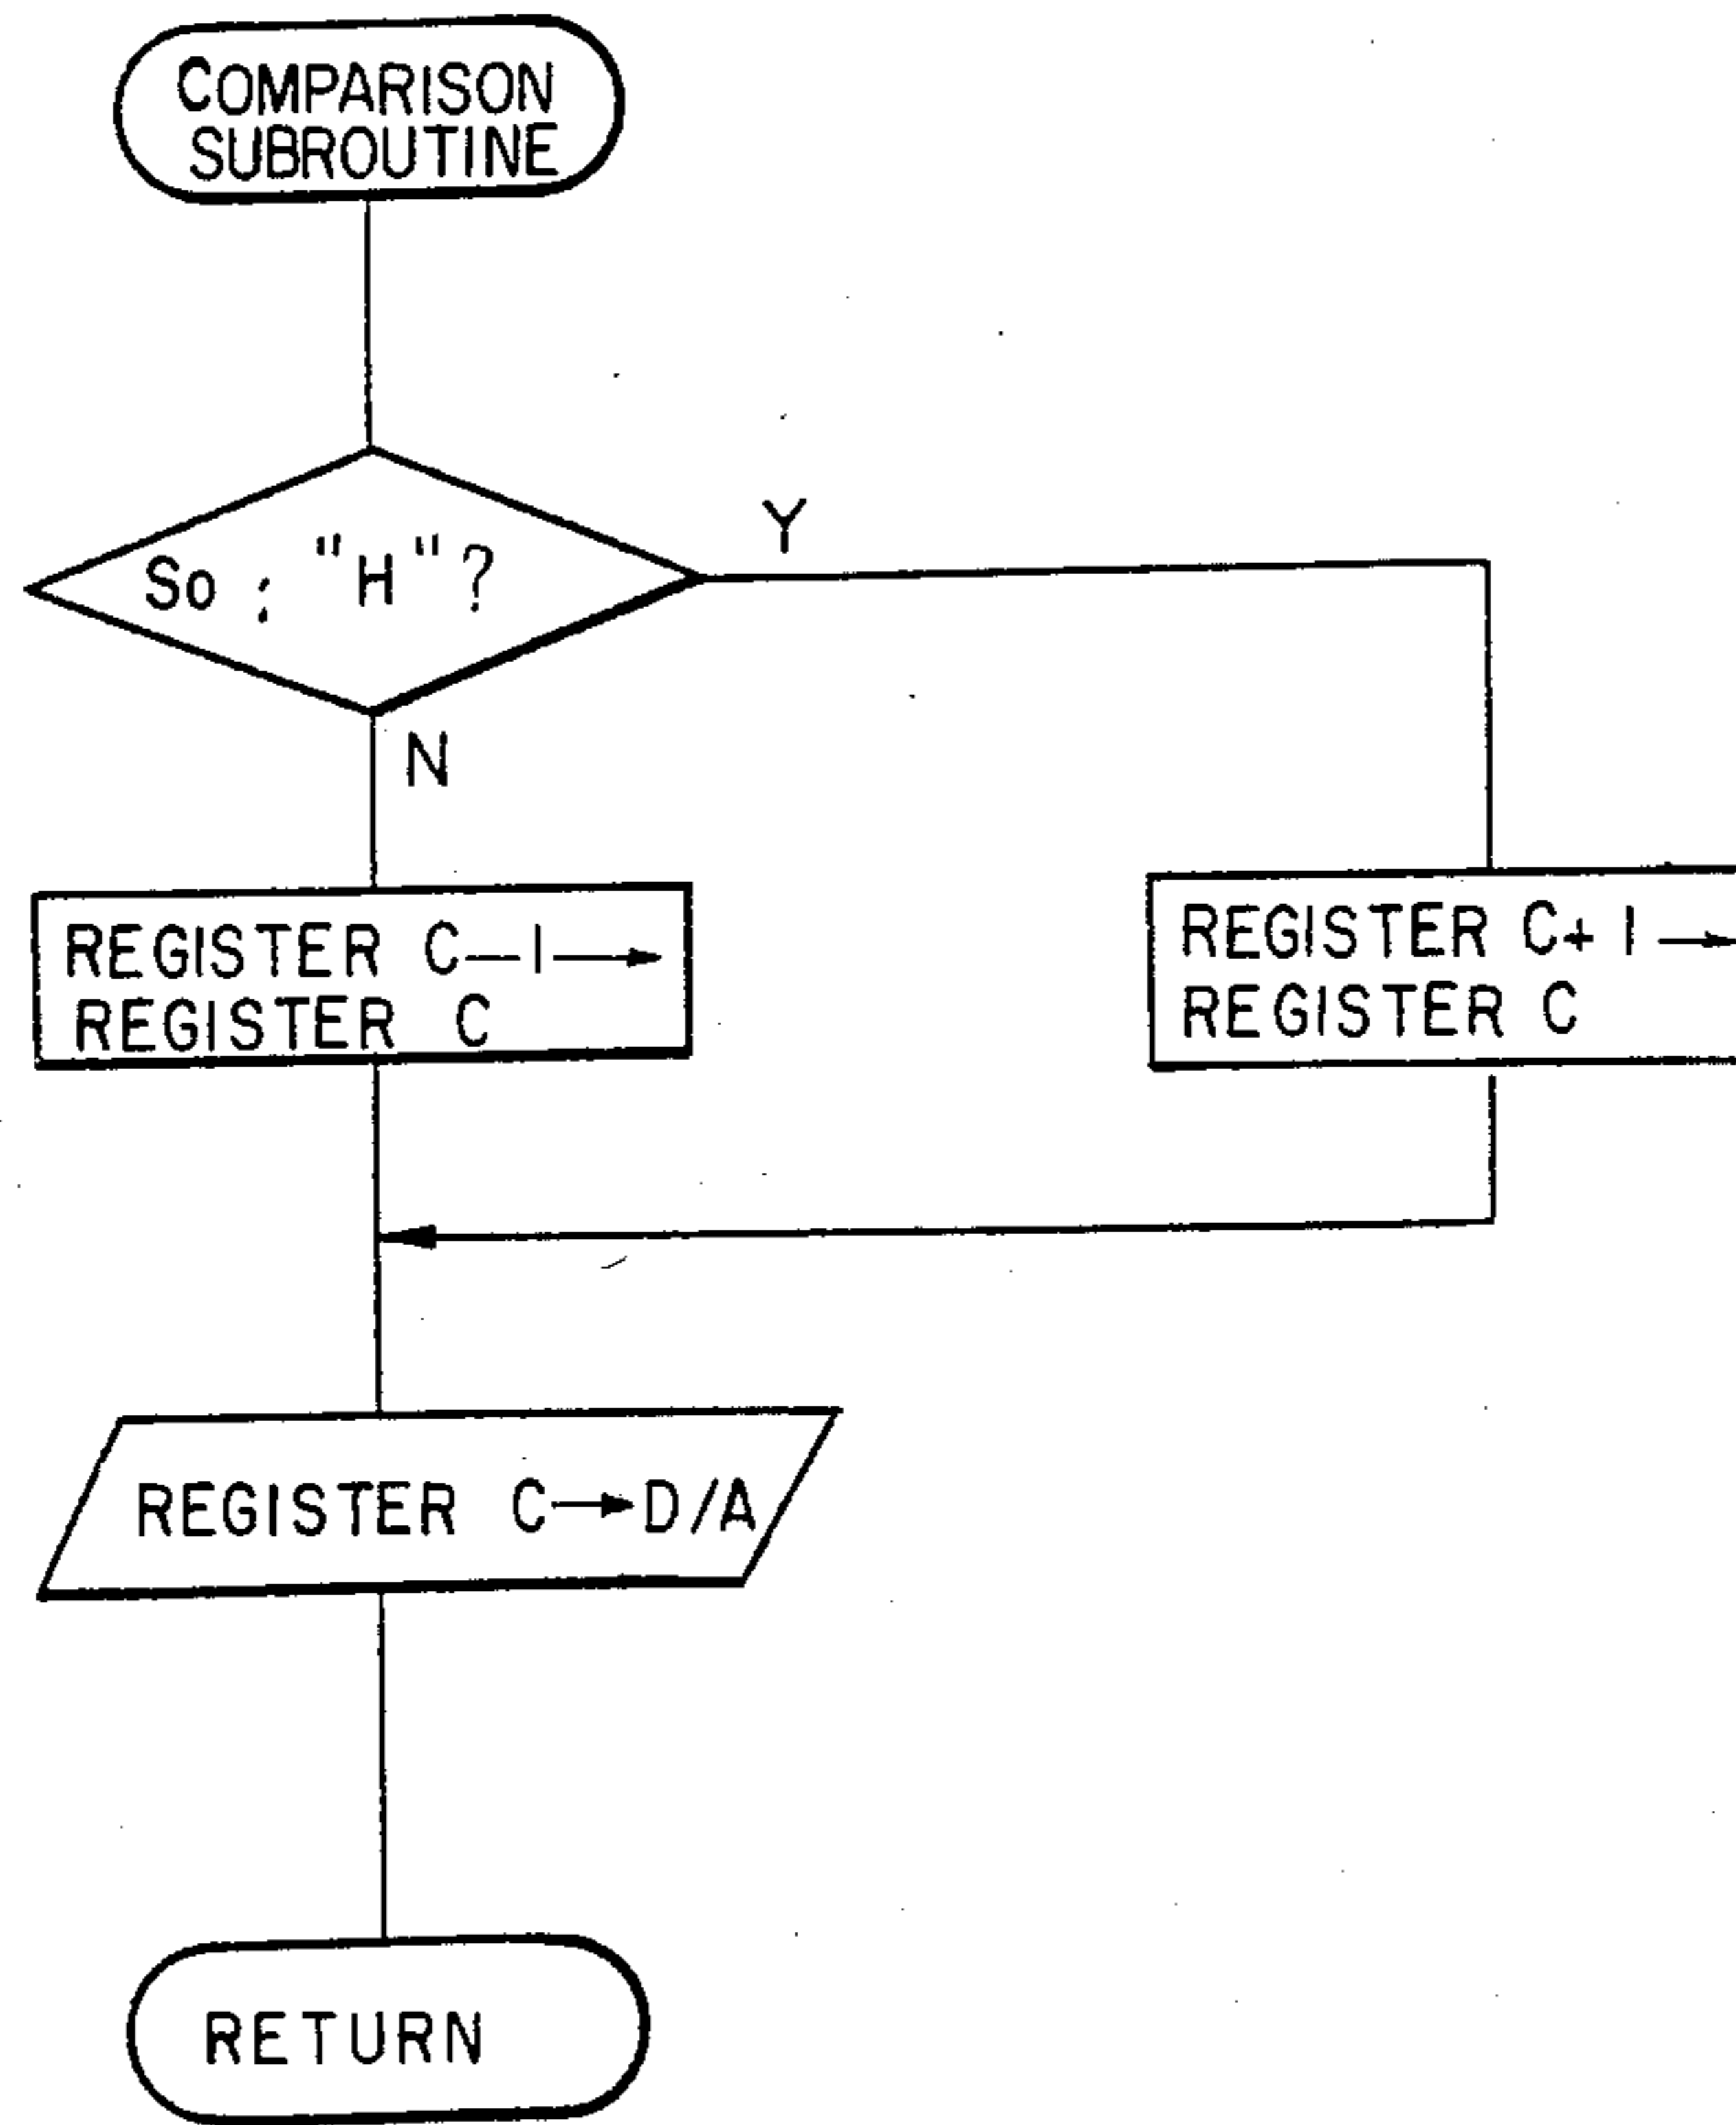 COMPARISON
SUBROUTINE
So ; "H" ?
Y
N
REGISTER C—1→
REGISTER C
REGISTER C+1→
REGISTER C
REGISTER C→D/A
RETURN